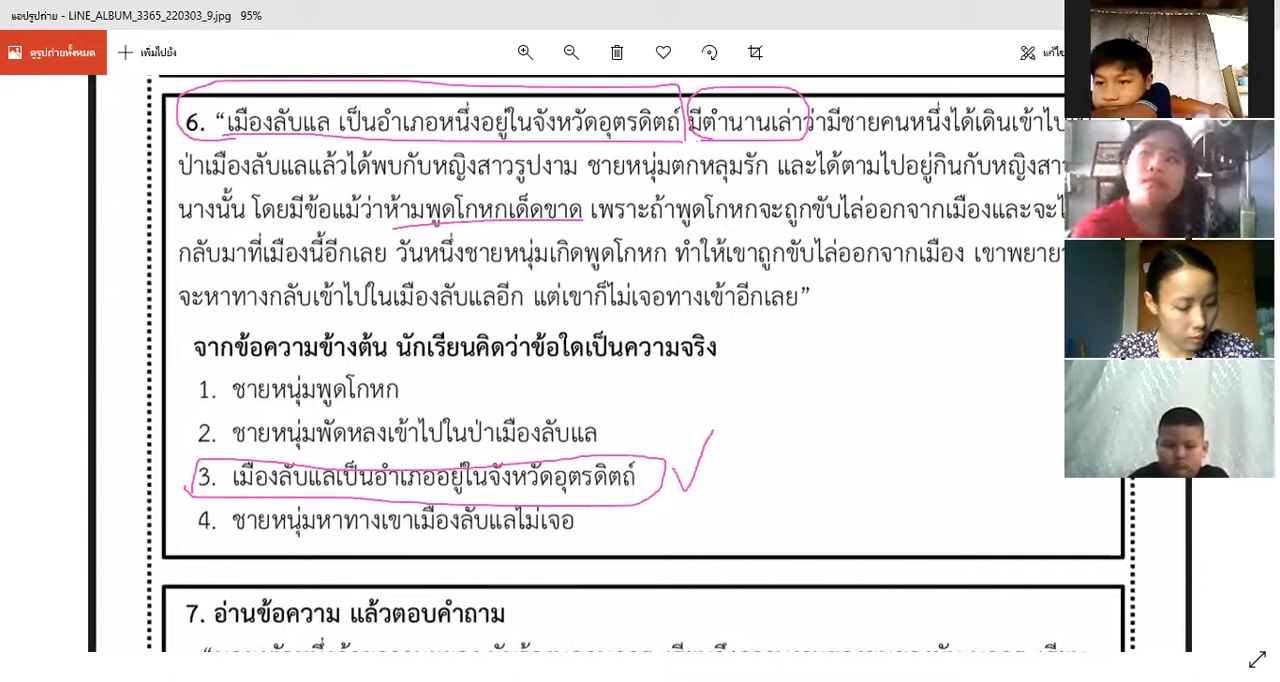 แอปรูปถ่าย - LINE_ALBUM_3365_220303_9.jpg 95%
ดูรูปถ่ายทั้งหมด เพิ่มไปยัง
6. “เมืองลับแล เป็นอำเภอหนึ่งอยู่ในจังหวัดอุตรดิตถ์ มีตำนานเล่าว่ามีชายคนหนึ่งได้เดินเข้าไป
ป่าเมืองลับแลแล้วได้พบกับหญิงสาวรูปงาม ชายหนุ่มตกหลุมรัก และได้ตามไปอยู่กินกับหญิงสา
นางนั้น โดยมีข้อแม้ว่าห้ามพูดโกหกเด็ดขาด เพราะถ้าพูดโกหกจะถูกขับไล่ออกจากเมืองและจะไ
กลับมาที่เมืองนี้อีกเลย วันหนึ่งชายหนุ่มเกิดพูดโกหก ทำให้เขาถูกขับไล่ออกจากเมือง เขาพยายา
จะหาทางกลับเข้าไปในเมืองลับแลอีก แต่เขาก็ไม่เจอทางเข้าอีกเลย”
จากข้อความข้างต้น นักเรียนคิดว่าข้อใดเป็นความจริง
1. ชายหนุ่มพูดโกหก
2. ชายหนุ่มพัดหลงเข้าไปในป่าเมืองลับแล
3. เมืองลับแลเป็นอำเภออยู่ในจังหวัดอุตรดิตถ์
4. ชายหนุ่มหาทางเขาเมืองลับแลไม่เจอ
7. อ่านข้อความ แล้วตอบคำถาม